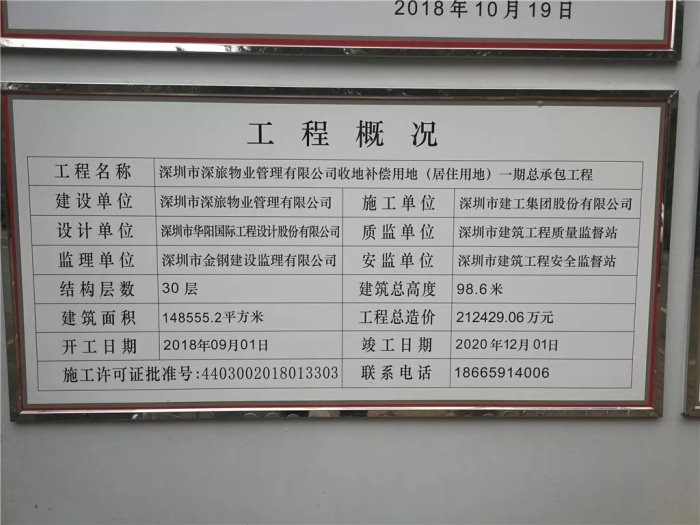 2018年10月19日
工程概况
工程名称 深圳市深旅物业管理有限公司收地补偿用地（居住用地）一期总承包工程
建设单位 深圳市深旅物业管理有限公司 施工单位 深圳市建工集团股份有限公司
设计单位 深圳市华阳国际工程设计股份有限公司 质监单位 深圳市建筑工程质量监督站
监理单位 深圳市金钢建设监理有限公司 安监单位 深圳市建筑工程安全监督站
结构层数 30层 建筑总高度 98.6米
建筑面积 148555.2平方米 工程总造价 212429.06万元
开工日期 2018年09月01日 竣工日期 2020年12月01日
施工许可证批准号:4403002018013303 联系电话 18665914006